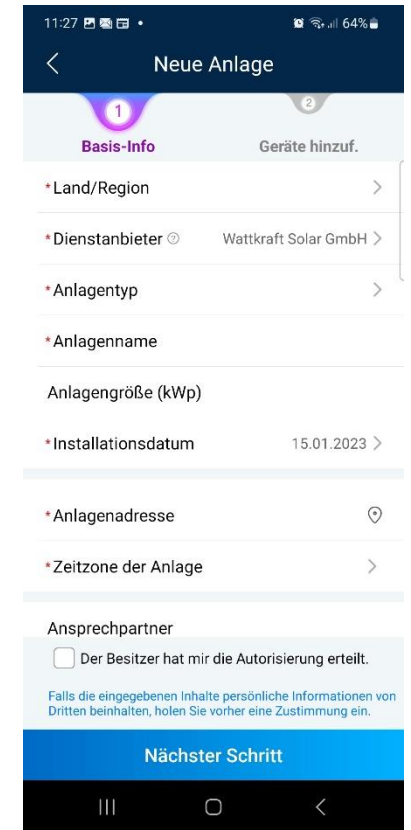 11:27
64%
Neue Anlage
1
2
Basis-Info
Geräte hinzuf.
*Land/Region
*Dienstanbieter ? Wattkraft Solar GmbH
*Anlagentyp
*Anlagenname
Anlagengröße (kWp)
*Installationsdatum 15.01.2023
*Anlagenadresse
*Zeitzone der Anlage
Ansprechpartner
Der Besitzer hat mir die Autorisierung erteilt.
Falls die eingegebenen Inhalte persönliche Informationen von
Dritten beinhalten, holen Sie vorher eine Zustimmung ein.
Nächster Schritt